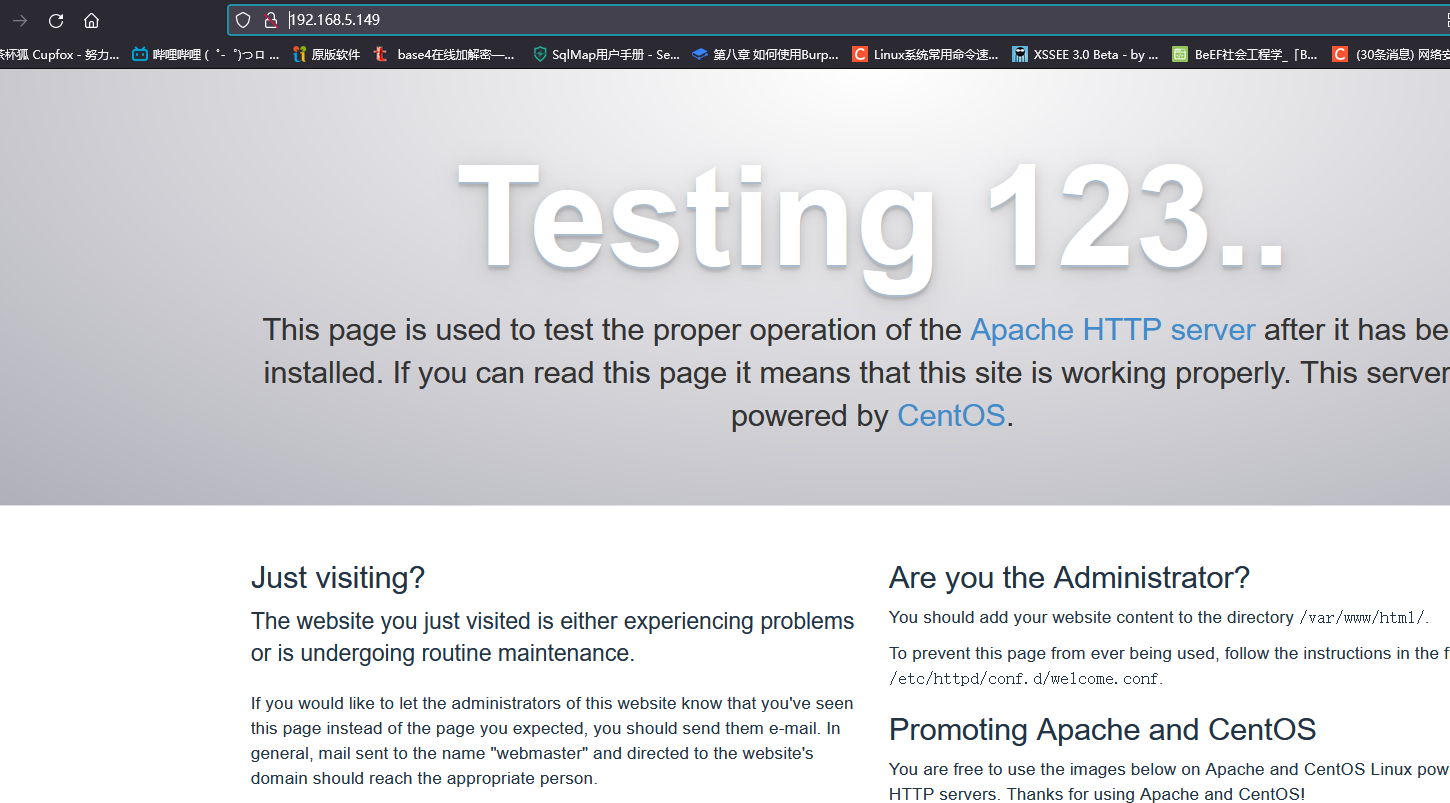 192.168.5.149
茶杯狐 Cupfox - 努力...
哔哩哔哩 ( ゜- ゜)つロ ...
原版软件
base4在线加解密—...
SqlMap用户手册 - Se...
第八章 如何使用Burp...
Linux系统常用命令速...
XSSEE 3.0 Beta - by ...
BeEF社会工程学_「B...
(30条消息) 网络安
Testing 123..
This page is used to test the proper operation of the Apache HTTP server after it has be
installed. If you can read this page it means that this site is working properly. This server
powered by CentOS.
Just visiting?
The website you just visited is either experiencing problems
or is undergoing routine maintenance.
If you would like to let the administrators of this website know that you've seen
this page instead of the page you expected, you should send them e-mail. In
general, mail sent to the name "webmaster" and directed to the website's
domain should reach the appropriate person.
Are you the Administrator?
You should add your website content to the directory /var/www/html/.
To prevent this page from ever being used, follow the instructions in the f
/etc/httpd/conf.d/welcome.conf.
Promoting Apache and CentOS
You are free to use the images below on Apache and CentOS Linux pow
HTTP servers. Thanks for using Apache and CentOS!